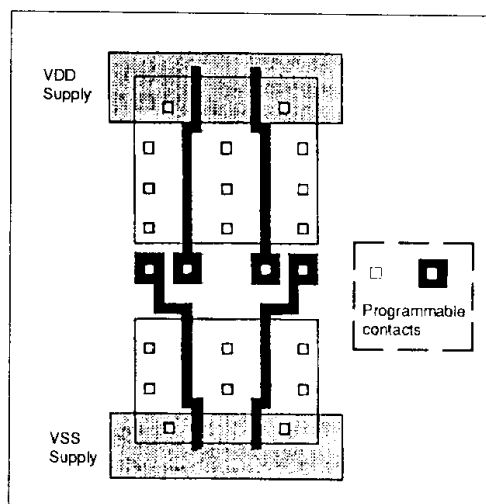 VDD
Supply
Programmable
contacts
VSS
Supply